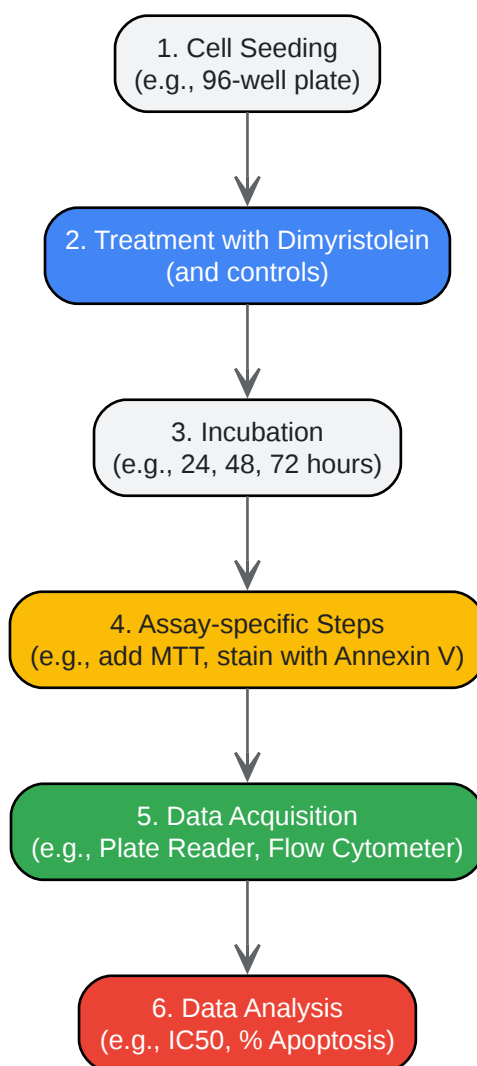 1. Cell Seeding
(e.g., 96-well plate)
2. Treatment with Dimyristolein
(and controls)
3. Incubation
(e.g., 24, 48, 72 hours)
4. Assay-specific Steps
(e.g., add MTT, stain with Annexin V)
5. Data Acquisition
(e.g., Plate Reader, Flow Cytometer)
6. Data Analysis
(e.g., IC50, % Apoptosis)